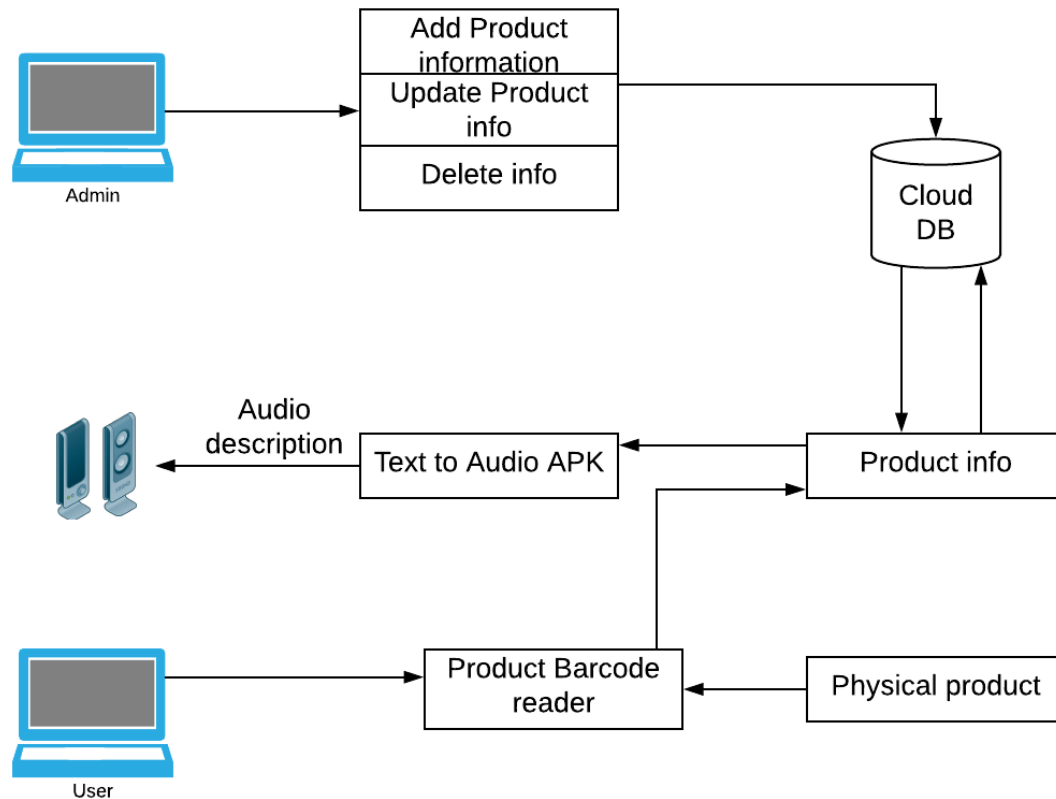 Add Product
information
Update Product
info
Delete info
Admin
Cloud
DB
Audio
description
Text to Audio APK
Product info
Product Barcode
reader
Physical product
User